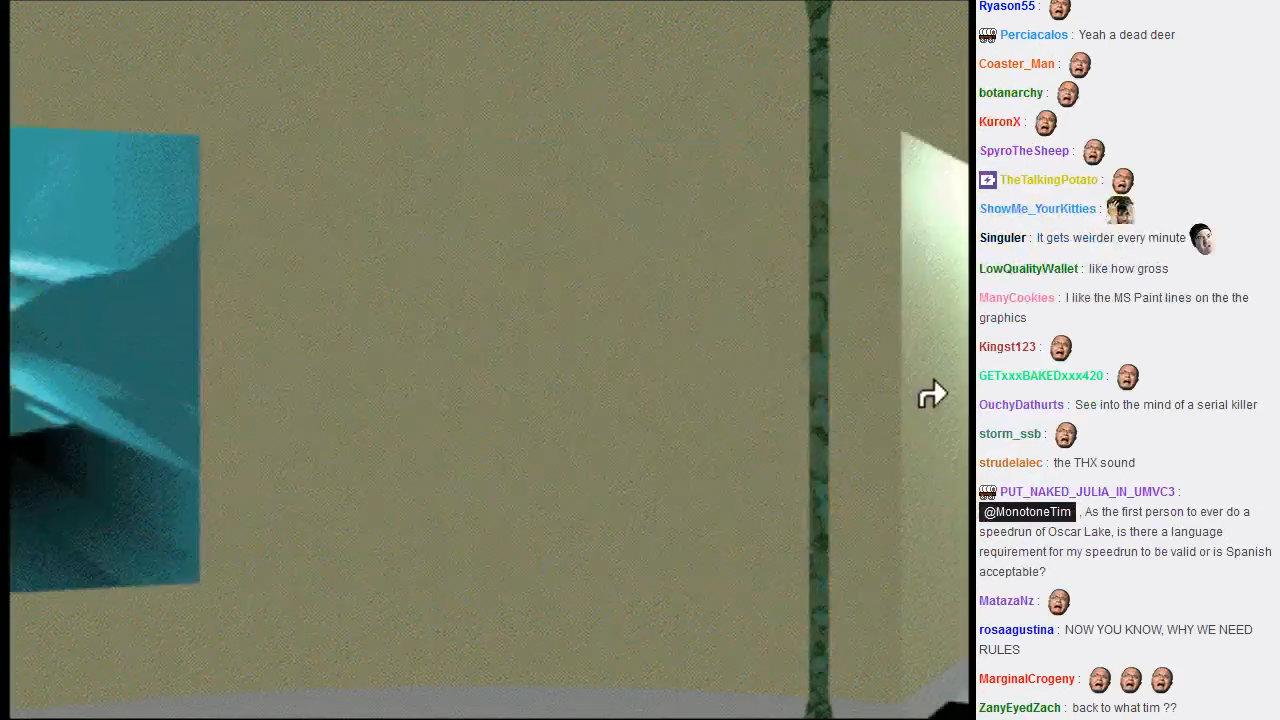 Ryason55 :
Perciacalos : Yeah a dead deer
Coaster_Man :
botanarchy :
KuronX :
SpyroTheSheep :
TheTalkingPotato :
ShowMe_YourKitties :
Singuler : It gets weirder every minute
LowQualityWallet : like how gross
ManyCookies : I like the MS Paint lines on the the
graphics
Kingst123 :
GETxxxBAKEDxxx420 :
OuchyDathurts : See into the mind of a serial killer
storm_ssb :
strudelalec : the THX sound
PUT_NAKED_JULIA_IN_UMVC3 :
@MonotoneTim , As the first person to ever do a
speedrun of Oscar Lake, is there a language
requirement for my speedrun to be valid or is Spanish
acceptable?
MatazaNz :
rosaagustina : NOW YOU KNOW, WHY WE NEED
RULES
MarginalCrogeny :
ZanyEyedZach : back to what tim ??